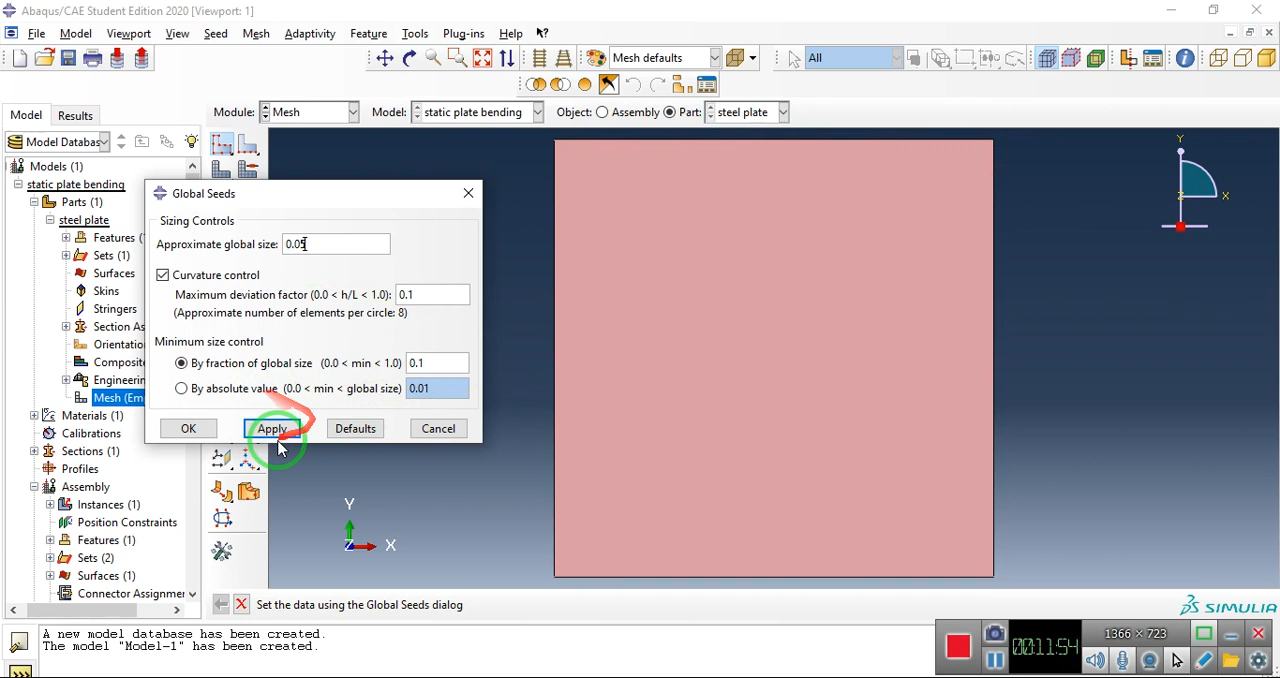 Abaqus/CAE Student Edition 2020 [Viewport: 1]
File Model Viewport View Seed Mesh Adaptivity Feature Tools Plug-ins Help
Mesh defaults All
Model Results Module: Mesh Model: static plate bending Object: Assembly Part: steel plate
Model Databas
Models (1)
static plate bending
Parts (1)
steel plate
Features (
Sets (1)
Surfaces
Skins
Stringers
Section As
Orientatio
Composit
Engineerin
Mesh (Em
Materials (1)
Calibrations
Sections (1)
Profiles
Assembly
Instances (1)
Position Constraints
Features (1)
Sets (2)
Surfaces (1)
Connector Assignmer
Global Seeds
Sizing Controls
Approximate global size: 0.05
Curvature control
Maximum deviation factor (0.0 < h/L < 1.0): 0.1
(Approximate number of elements per circle: 8)
Minimum size control
By fraction of global size (0.0 < min < 1.0) 0.1
By absolute value (0.0 < min < global size) 0.01
OK Apply Defaults Cancel
Y
Z X
Y
Z X
Set the data using the Global Seeds dialog
SIMULIA
A new model database has been created.
The model "Model-1" has been created.
1366 × 723
00:11:54